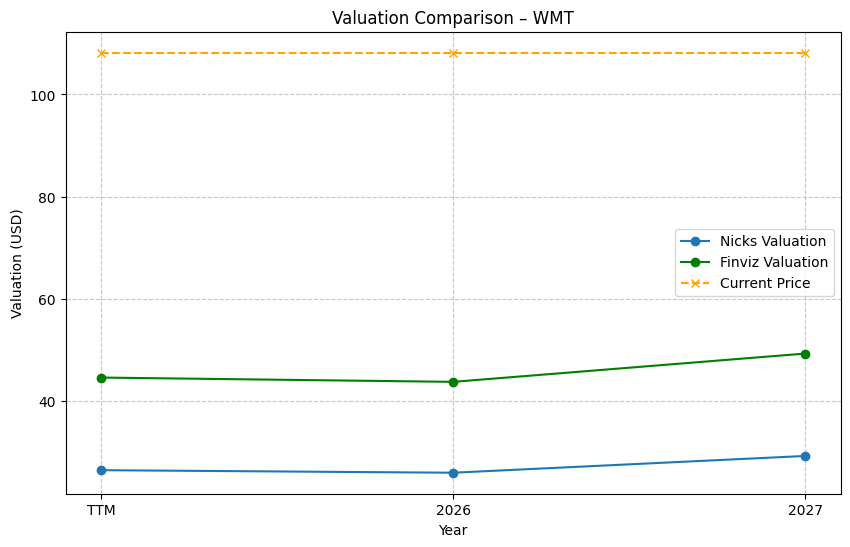 Valuation Comparison – WMT
Valuation (USD)
100
80
60
40
Nicks Valuation
Finviz Valuation
Current Price
TTM
2026
2027
Year